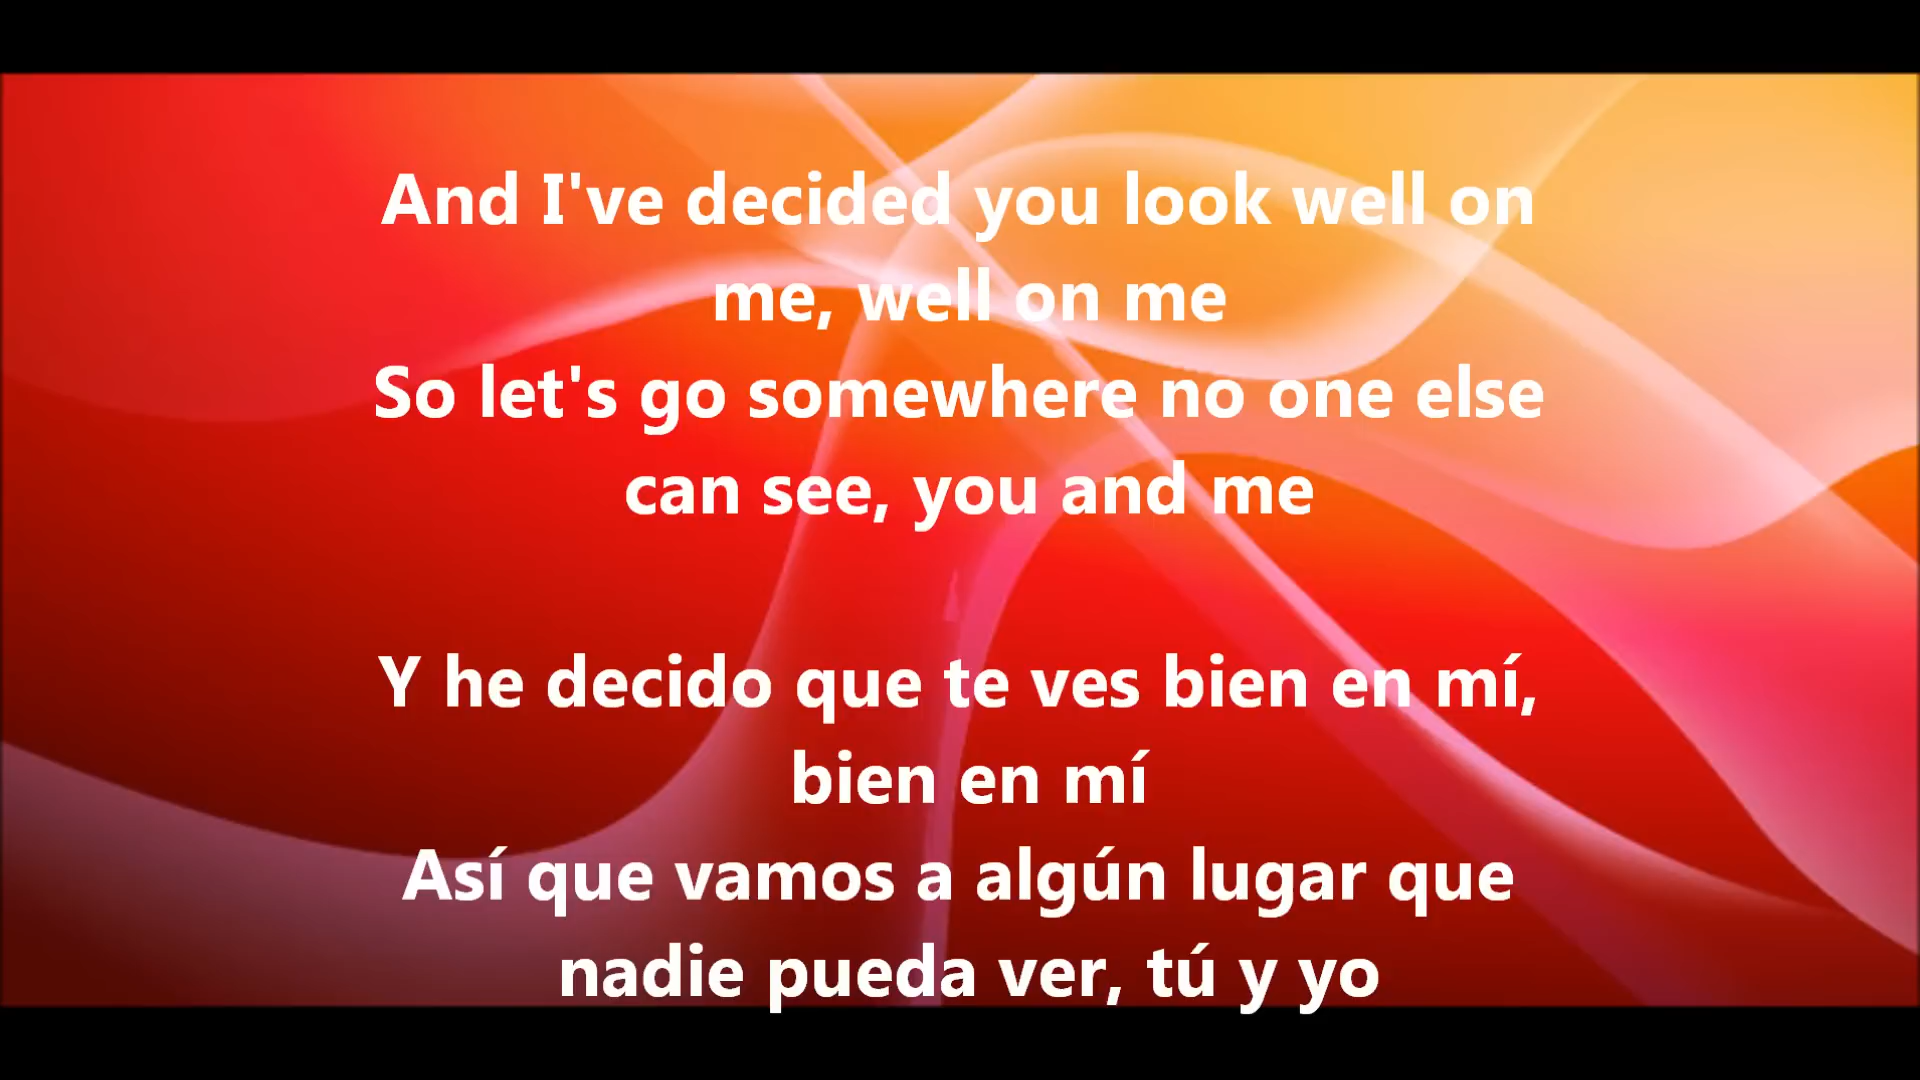 And I've decided you look well on
me, well on me
So let's go somewhere no one else
can see, you and me
Y he decido que te ves bien en mí,
bien en mí
Así que vamos a algún lugar que
nadie pueda ver, tú y yo